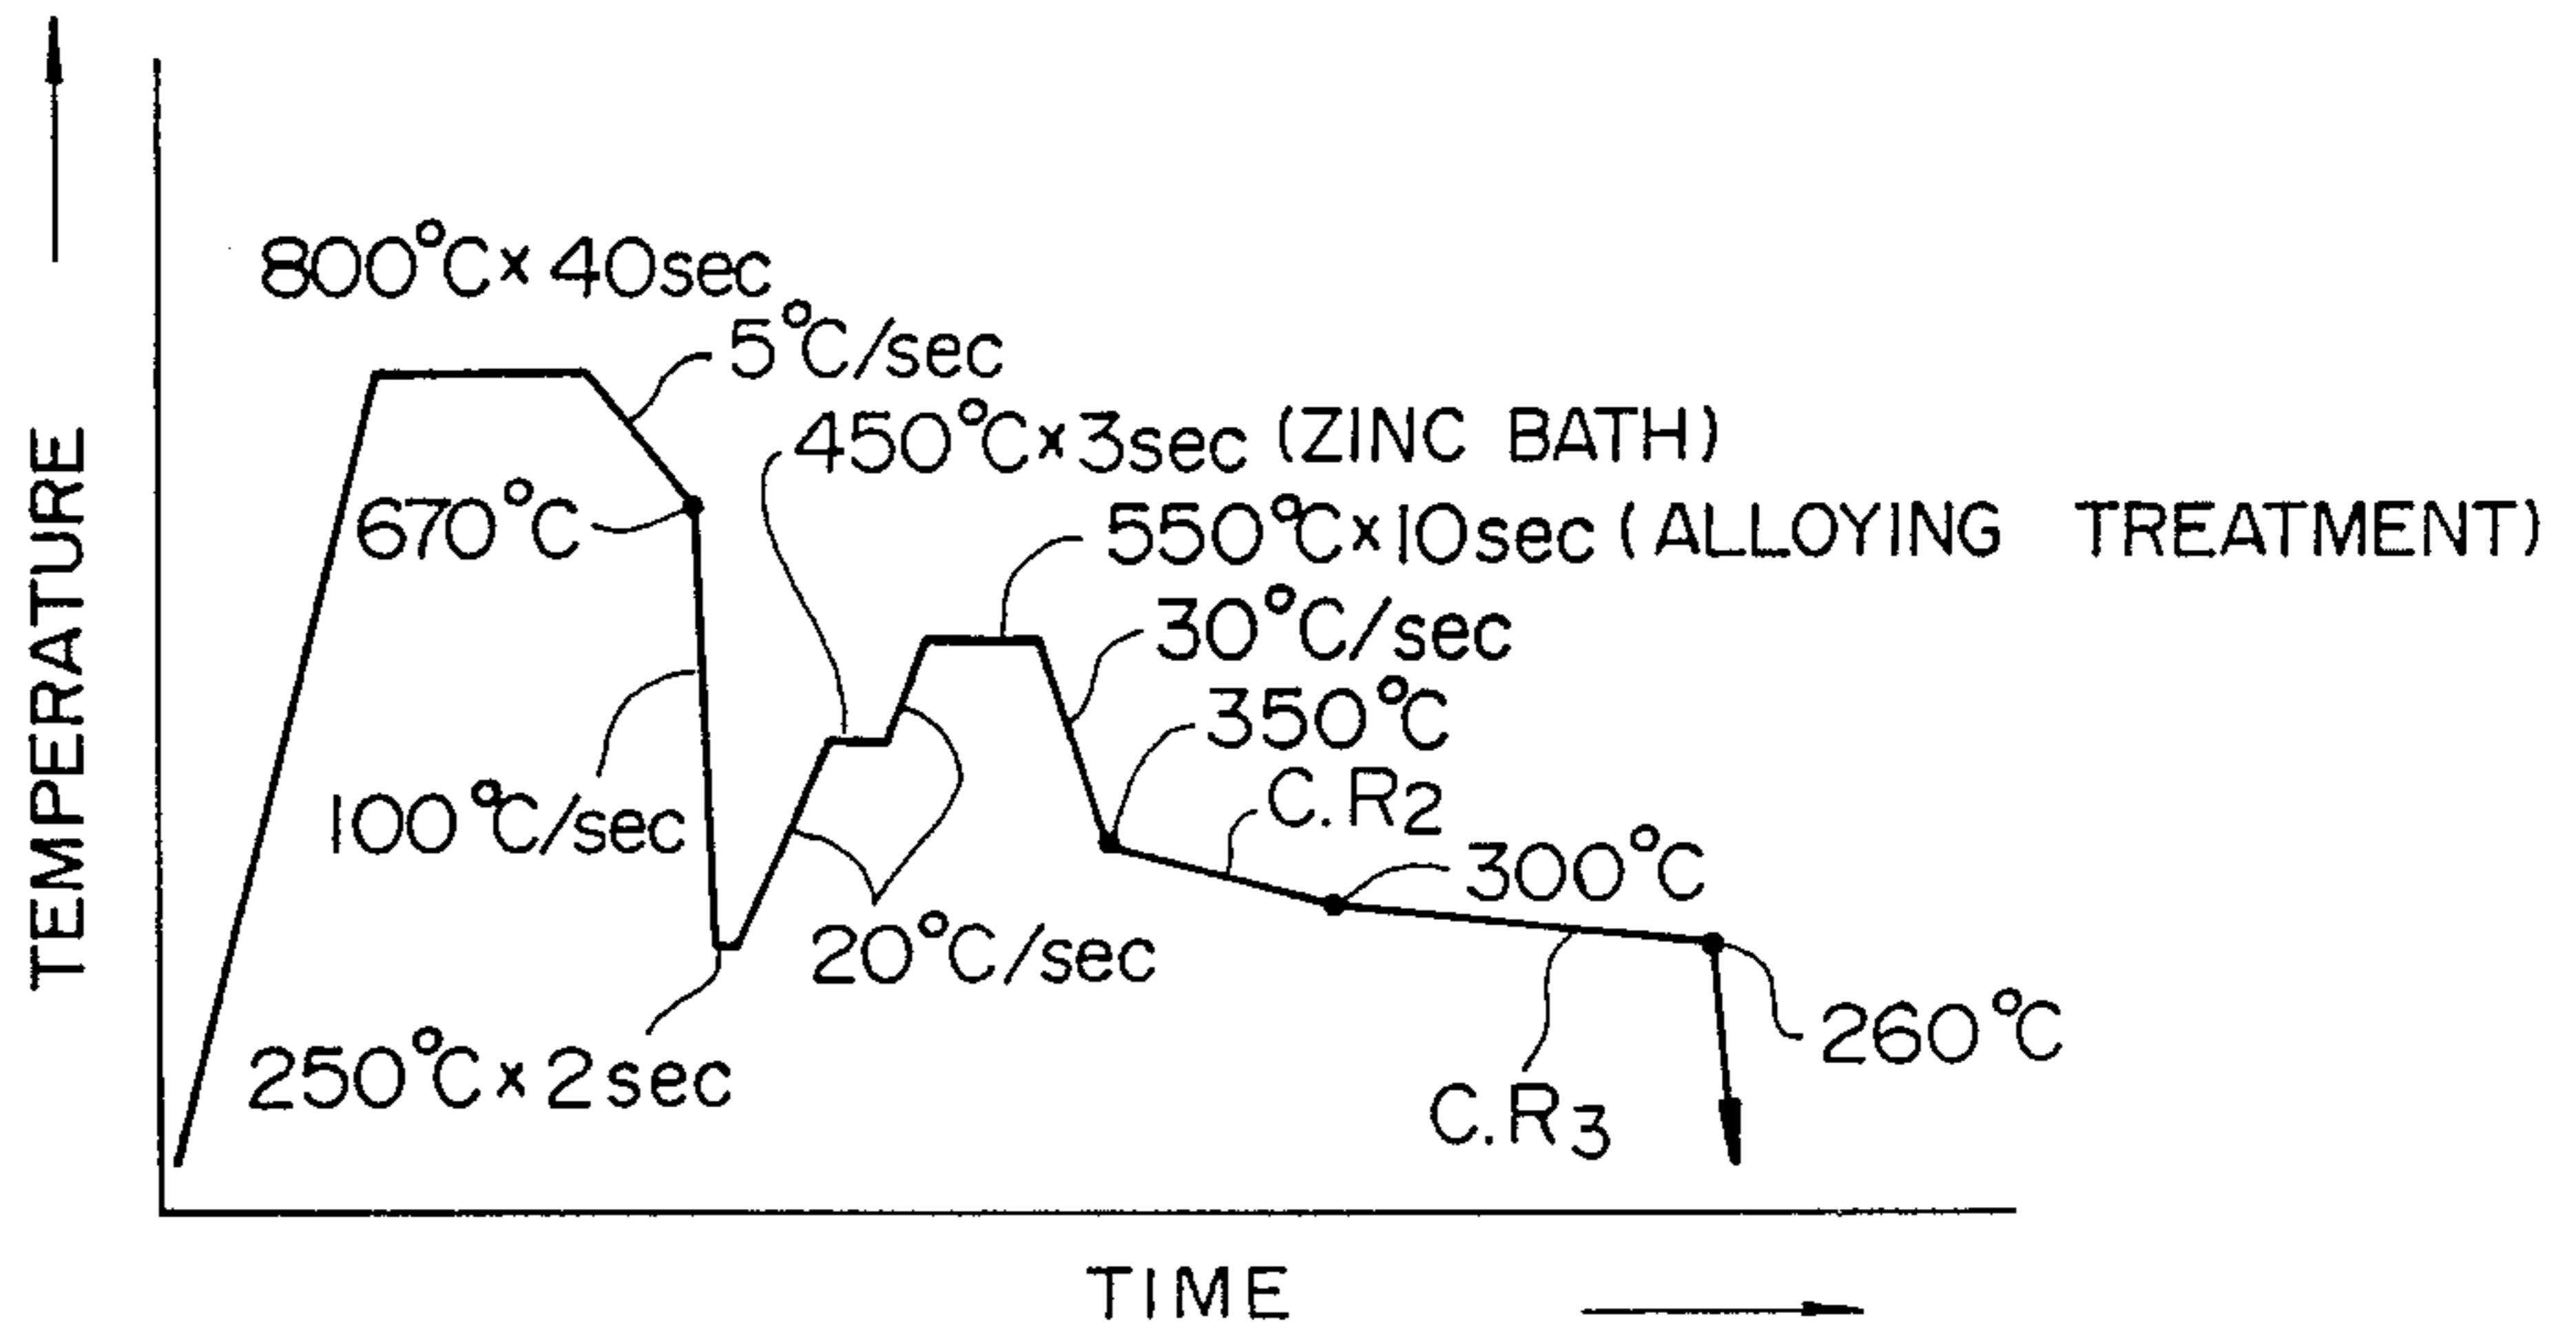 TEMPERATURE
800°C × 40sec
5°C/sec
450°C × 3sec (ZINC BATH)
670°C
550°C × 10sec (ALLOYING TREATMENT)
30°C/sec
350°C
100°C/sec
C.R2
300°C
20°C/sec
250°C × 2sec
260°C
C.R3
TIME